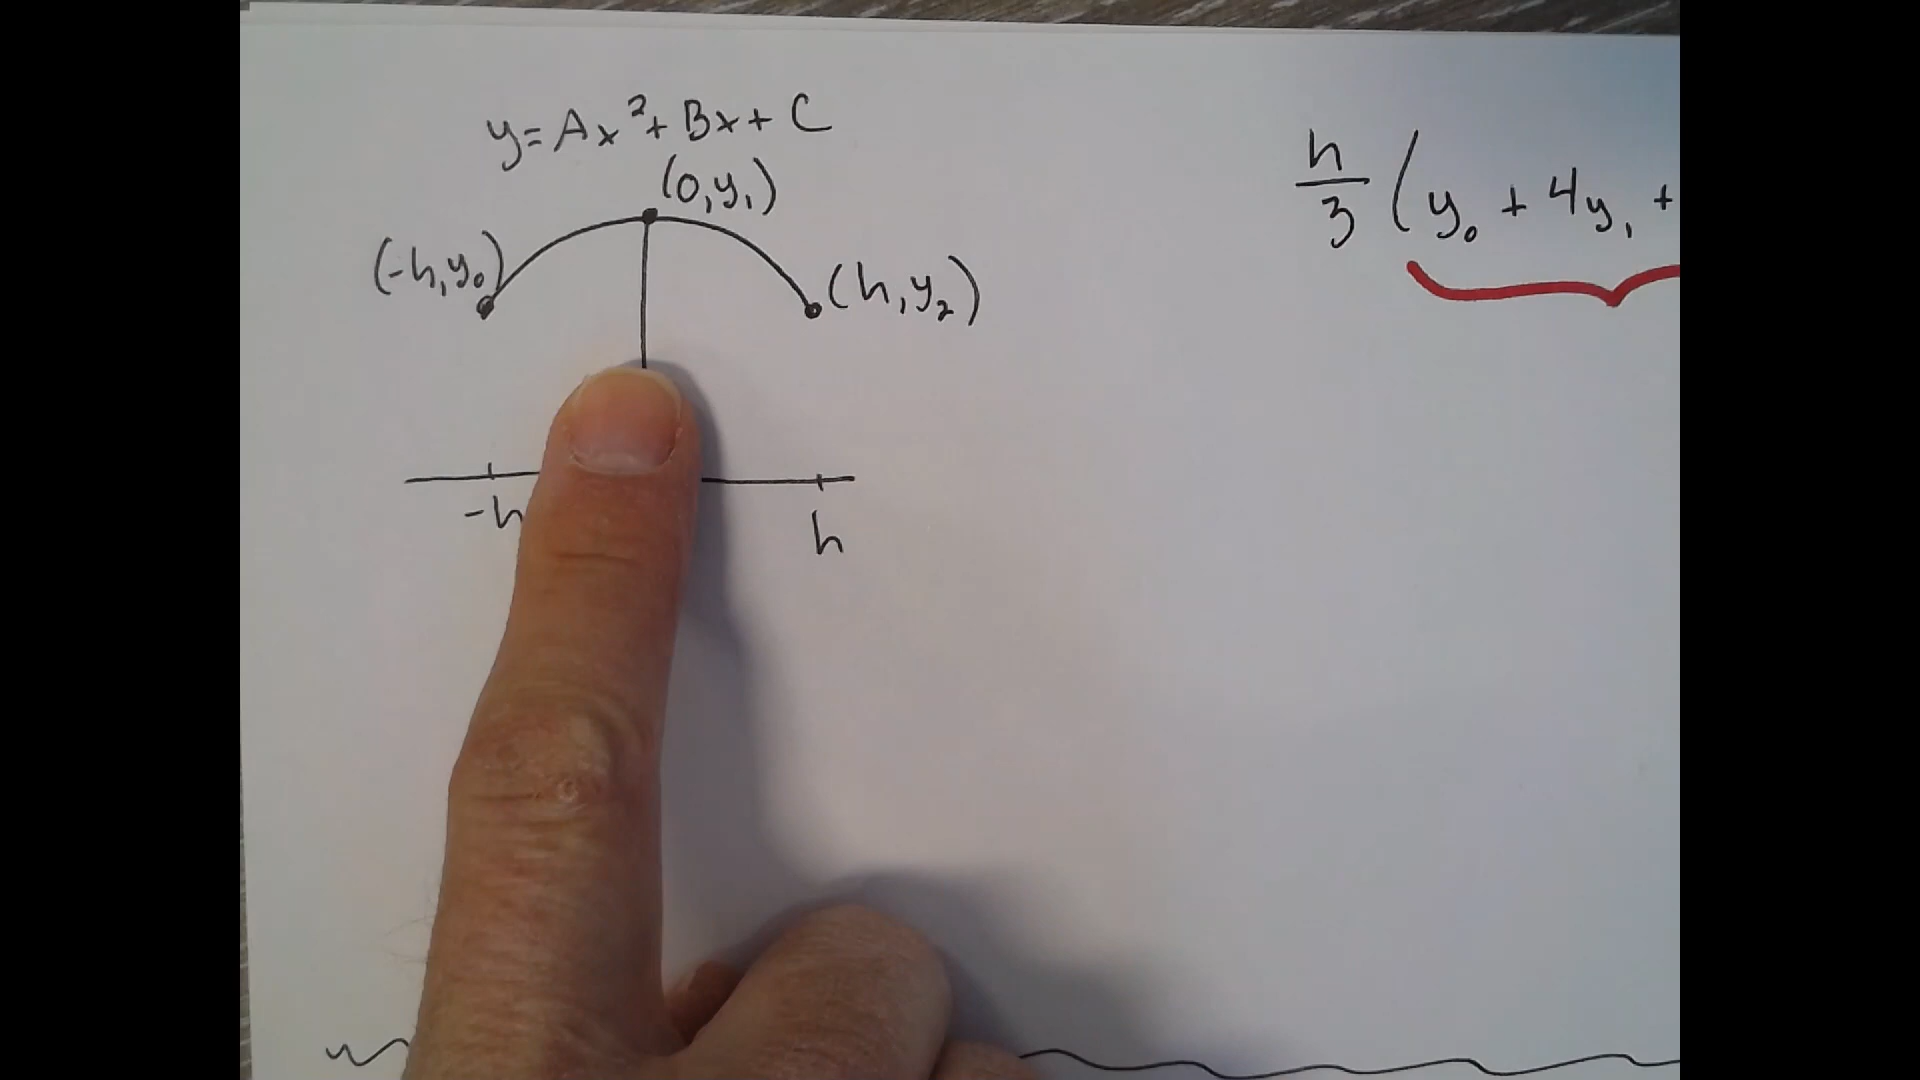 y = Ax² + Bx + C
(0, y₁)
(-h, y₀)
(h, y₂)
-h
h
h/3 (y₀ + 4y₁ +